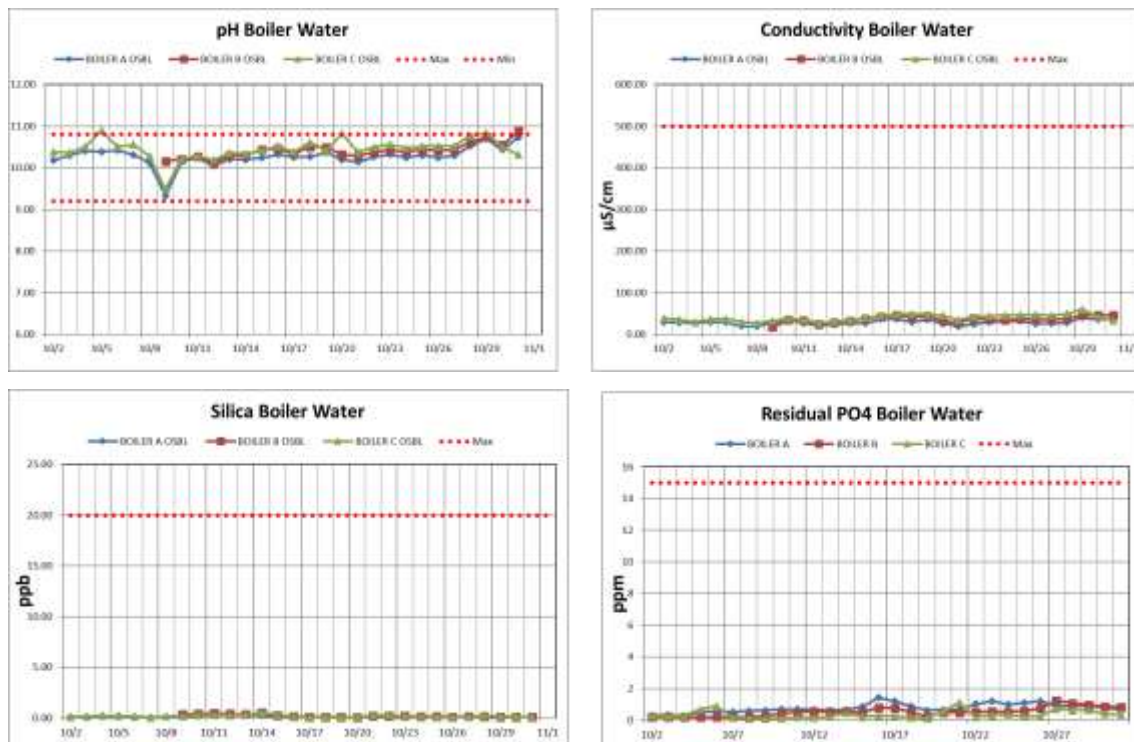 pH Boiler Water
BOILER A OSBL BOILER B OSBL BOILER C OSBL Max Min
12.00
11.00
10.00
9.00
8.00
7.00
6.00
10/2 10/5 10/8 10/11 10/14 10/17 10/20 10/23 10/26 10/29 11/1
Conductivity Boiler Water
BOILER A OSBL BOILER B OSBL BOILER C OSBL Max
µS/cm
600.00
500.00
400.00
300.00
200.00
100.00
0.00
10/2 10/5 10/8 10/11 10/14 10/17 10/20 10/23 10/26 10/29 11/1
Silica Boiler Water
BOILER A OSBL BOILER B OSBL BOILER C OSBL Max
ppb
25.00
20.00
15.00
10.00
5.00
0.00
10/2 10/5 10/8 10/11 10/14 10/17 10/20 10/23 10/26 10/29 11/1
Residual PO4 Boiler Water
BOILER A BOILER B BOILER C Max
ppm
16
14
12
10
8
6
4
2
0
10/2 10/7 10/12 10/17 10/22 10/27